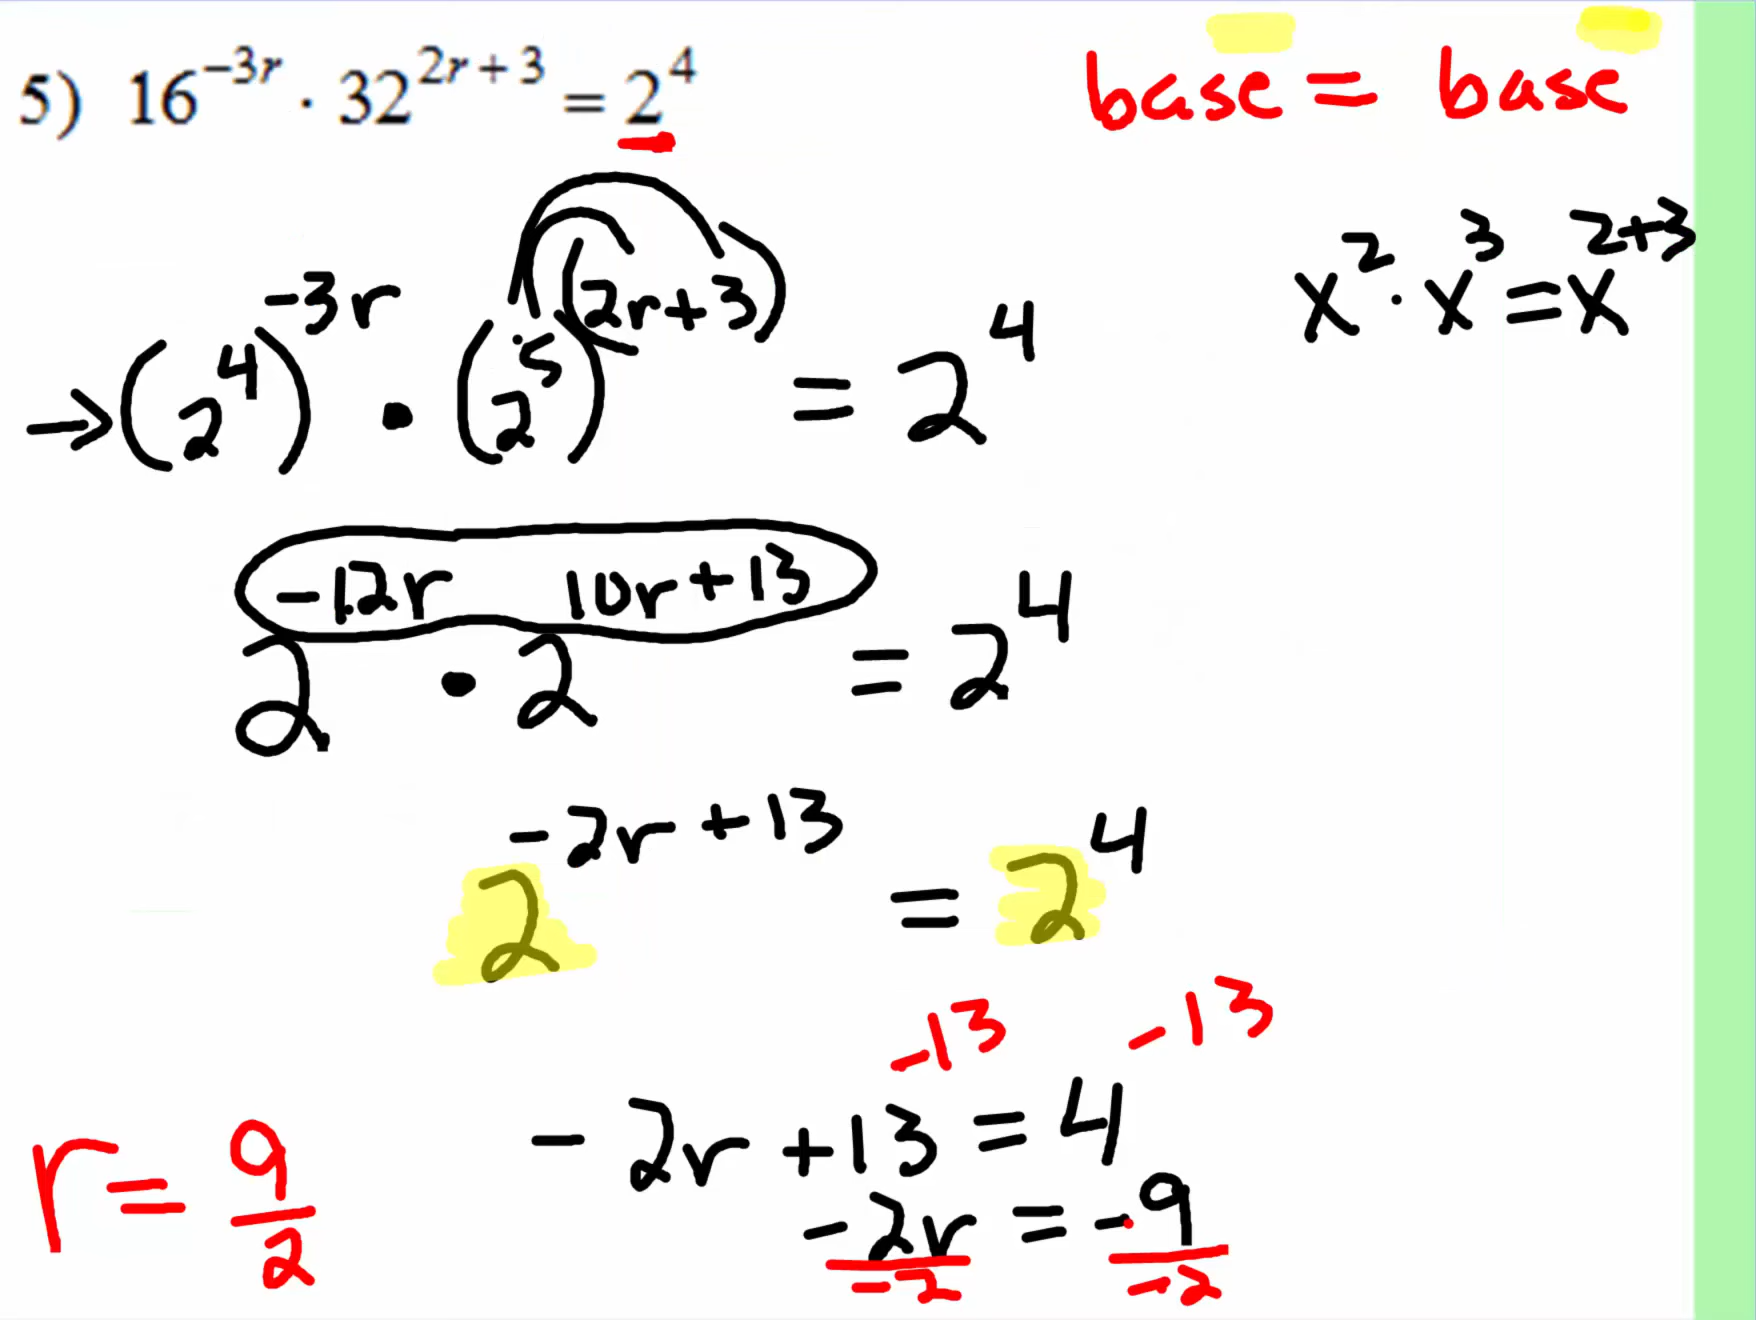 5) 16^{-3r} · 32^{2r+3} = 2^4
base = base
x^2 · x^3 = x^{2+3}
→ (2^4)^{-3r} • (2^5)^{(2r+3)} = 2^4
2^{-12r} • 2^{10r+13} = 2^4
2^{-2r+13} = 2^4
-13 -13
-2r +13 = 4
-2r = -9
-2 -2
r = 9/2